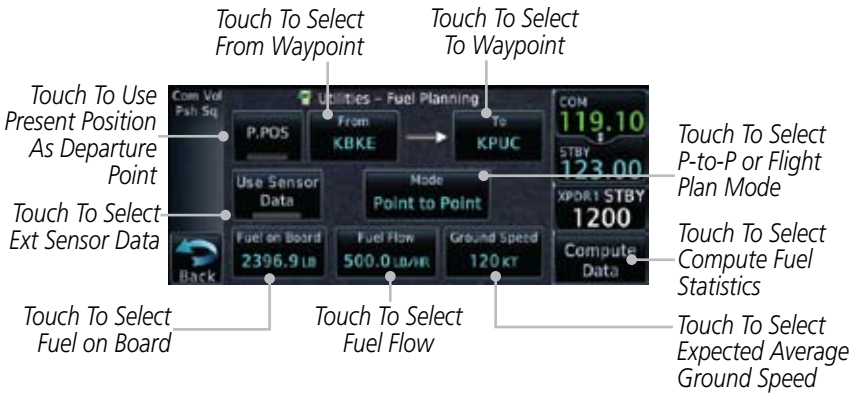 Touch To Select
From Waypoint
Touch To Select
To Waypoint
Touch To Use
Present Position
As Departure
Point
Touch To Select
Ext Sensor Data
Com Vol
Psh Sq
Utilities – Fuel Planning
P.POS
From
KBKE
To
KPUC
Use Sensor
Data
Mode
Point to Point
Back
Fuel on Board
2396.9 LB
Fuel Flow
500.0 LB/HR
Ground Speed
120 KT
COM
119.10
STBY
123.00
XPDR1 STBY
1200
Compute
Data
Touch To Select
P-to-P or Flight
Plan Mode
Touch To Select
Compute Fuel
Statistics
Touch To Select
Fuel on Board
Touch To Select
Fuel Flow
Touch To Select
Expected Average
Ground Speed